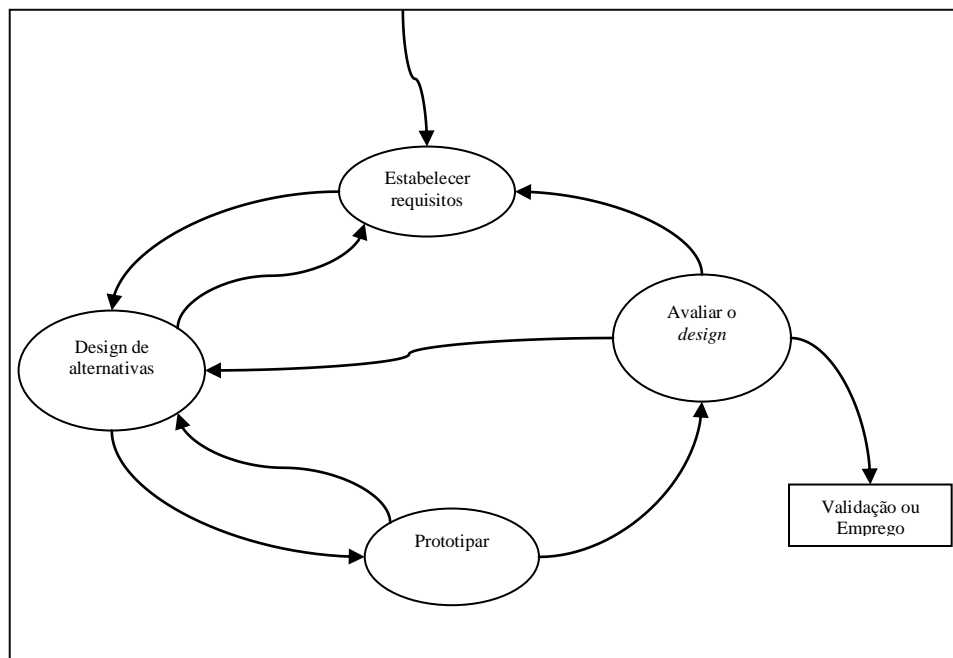 Estabelecer
requisitos
Avaliar o
design
Design de
alternativas
Prototipar
Validação ou
Emprego